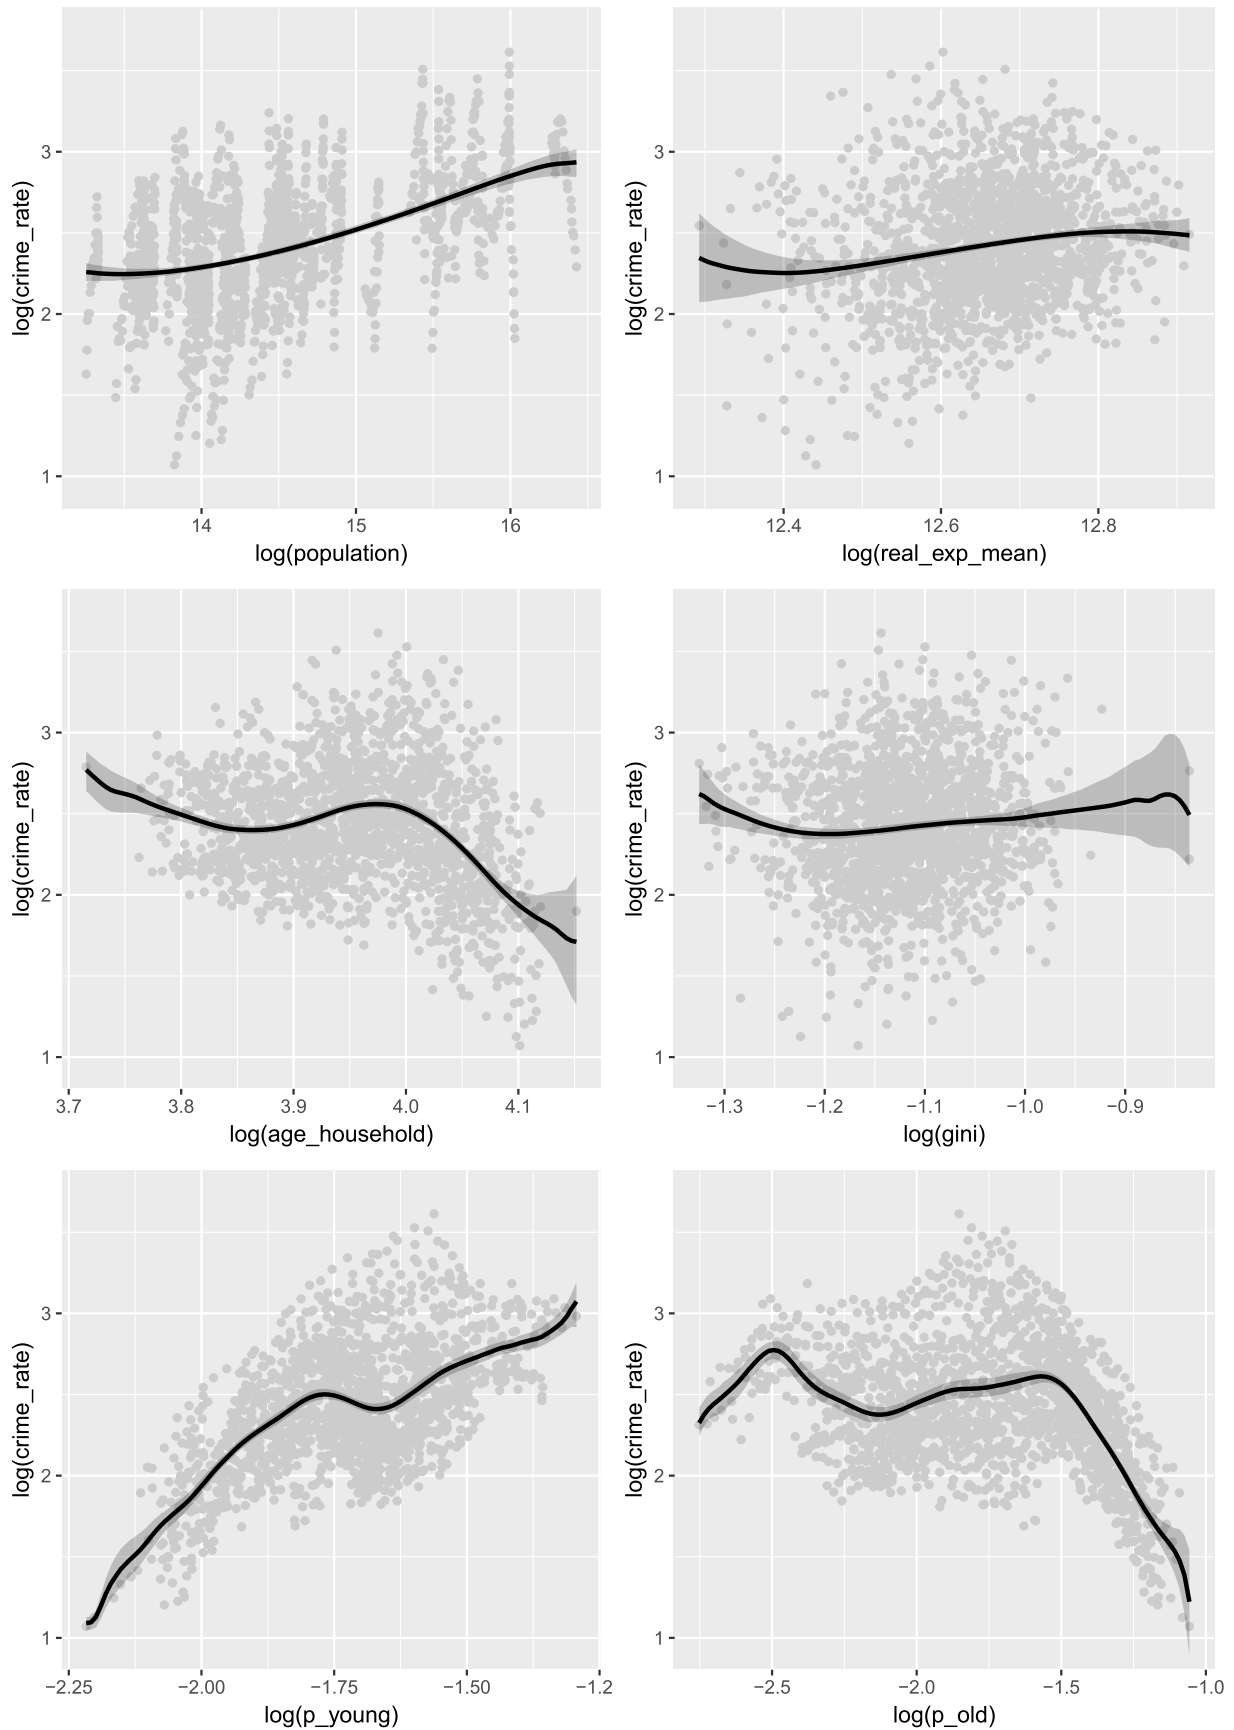 log(crime_rate)
3
2
1
14 15 16
log(population)
log(crime_rate)
3
2
1
12.4 12.6 12.8
log(real_exp_mean)
log(crime_rate)
3
2
1
3.7 3.8 3.9 4.0 4.1
log(age_household)
log(crime_rate)
3
2
1
−1.3 −1.2 −1.1 −1.0 −0.9
log(gini)
log(crime_rate)
3
2
1
−2.25 −2.00 −1.75 −1.50 −1.2
log(p_young)
log(crime_rate)
3
2
1
−2.5 −2.0 −1.5 −1.0
log(p_old)